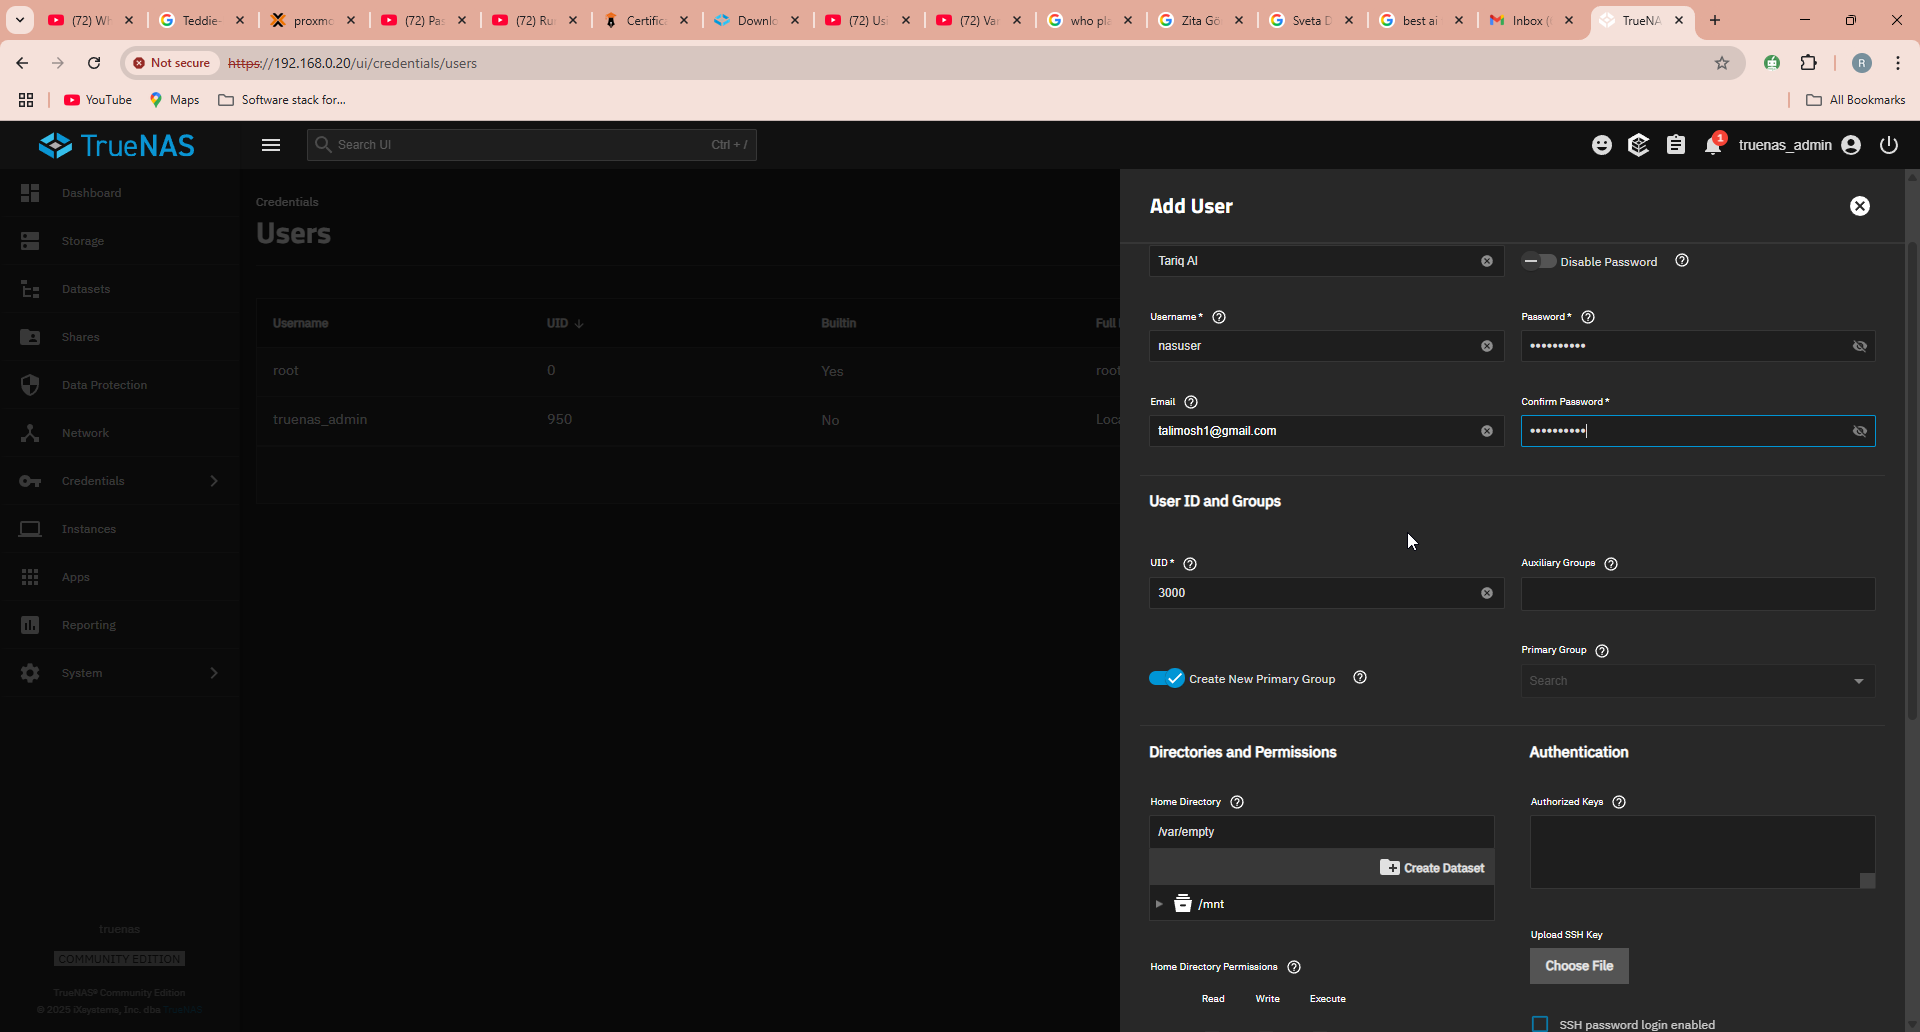 (72) Wh
Teddie-
proxmo
(72) Pas
(72) Ru
Certific
Downlo
(72) Usi
(72) Var
who pla
Zita Gö
Sveta D
best ai
Inbox (
TrueNA
Not secure
https://192.168.0.20/ui/credentials/users
R
YouTube
Maps
Software stack for...
All Bookmarks
TrueNAS
Search UI
Ctrl + /
1
truenas_admin
Dashboard
Storage
Datasets
Shares
Data Protection
Network
Credentials
Instances
Apps
Reporting
System
truenas
COMMUNITY EDITION
TrueNAS® Community Edition
© 2025 iXsystems, Inc. dba TrueNAS
Credentials
Users
Username
UID
Builtin
Full
root
0
Yes
root
truenas_admin
950
No
Loc
Add User
Tariq Al
Disable Password
Username*
Password*
nasuser
••••••••••
Email
Confirm Password*
talimosh1@gmail.com
••••••••••
User ID and Groups
UID*
Auxiliary Groups
3000
Primary Group
Create New Primary Group
Search
Directories and Permissions
Authentication
Home Directory
Authorized Keys
/var/empty
Create Dataset
/mnt
Upload SSH Key
Choose File
Home Directory Permissions
Read
Write
Execute
SSH password login enabled